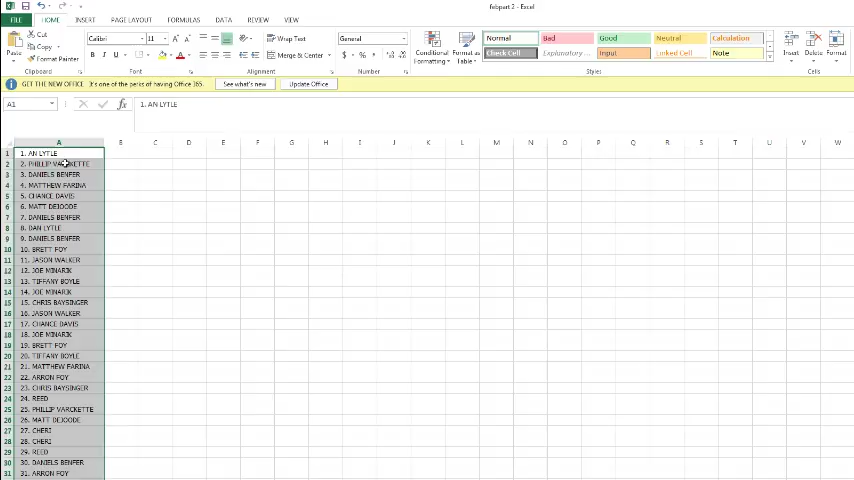 febpart 2 - Excel
FILE HOME INSERT PAGE LAYOUT FORMULAS DATA REVIEW VIEW
Paste
Cut
Copy
Format Painter
Clipboard
Calibri 11
B I U
Font
Wrap Text
Merge & Center
Alignment
General
$ % ,
Number
Conditional Formatting
Format as Table
Normal Bad Good Neutral Calculation
Check Cell Explanatory ... Input Linked Cell Note
Styles
Insert Delete Format
Cells
GET THE NEW OFFICE It's one of the perks of having Office 365. See what's new Update Office
A1 fx 1. AN LYTLE
A B C D E F G H I J K L M N O P Q R S T U V W
1 1. AN LYTLE
2 2. PHILLIP VARCKETTE
3 3. DANIELS BENFER
4 4. MATTHEW FARINA
5 5. CHANCE DAVIS
6 6. MATT DEJOODE
7 7. DANIELS BENFER
8 8. DAN LYTLE
9 9. DANIELS BENFER
10 10. BRETT FOY
11 11. JASON WALKER
12 12. JOE MINARIK
13 13. TIFFANY BOYLE
14 14. JOE MINARIK
15 15. CHRIS BAYSINGER
16 16. JASON WALKER
17 17. CHANCE DAVIS
18 18. JOE MINARIK
19 19. BRETT FOY
20 20. TIFFANY BOYLE
21 21. MATTHEW FARINA
22 22. ARRON FOY
23 23. CHRIS BAYSINGER
24 24. REED
25 25. PHILLIP VARCKETTE
26 26. MATT DEJOODE
27 27. CHERI
28 28. CHERI
29 29. REED
30 30. DANIELS BENFER
31 31. ARRON FOY